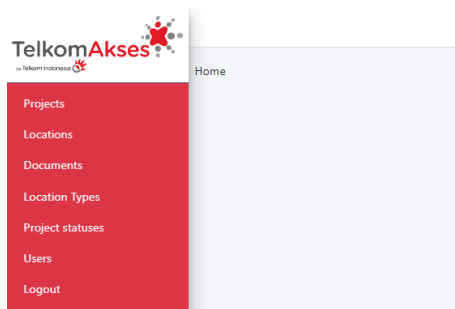 TelkomAkses
by Telkom Indonesia
Home
Projects
Locations
Documents
Location Types
Project statuses
Users
Logout